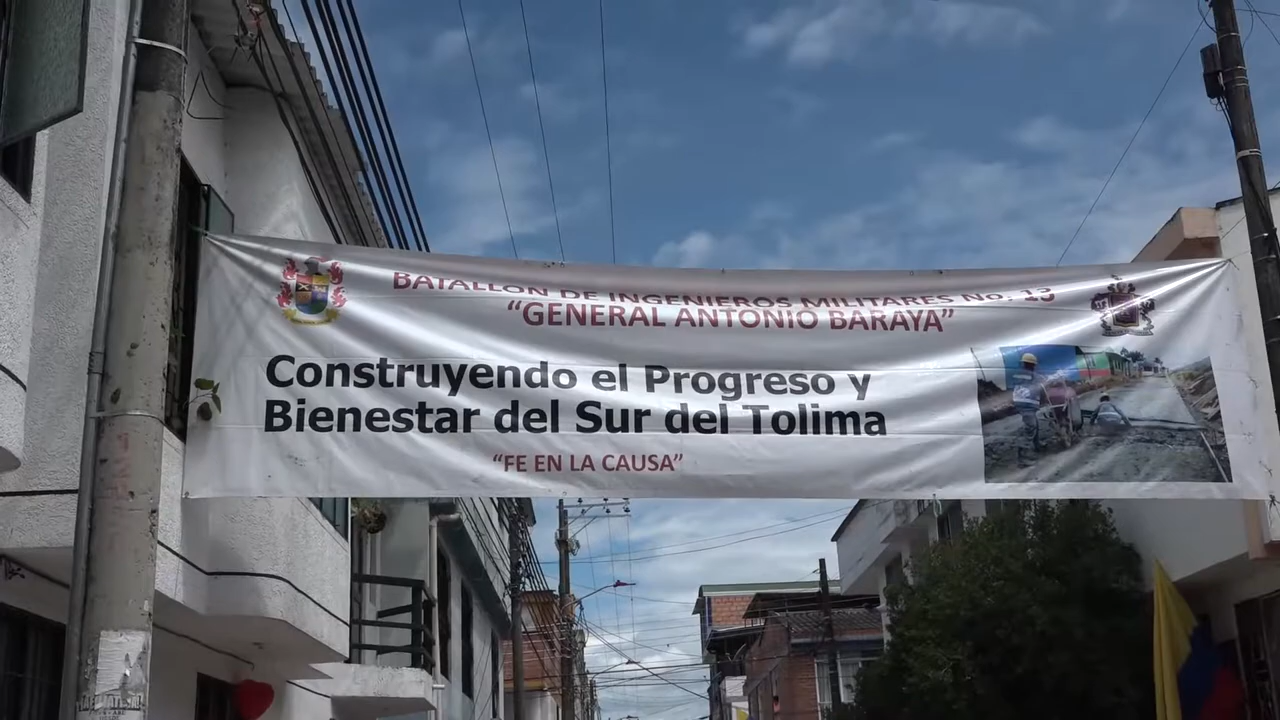 BATALLON DE INGENIEROS MILITARES No. 13
"GENERAL ANTONIO BARAYA"
Construyendo el Progreso y
Bienestar del Sur del Tolima
"FE EN LA CAUSA"